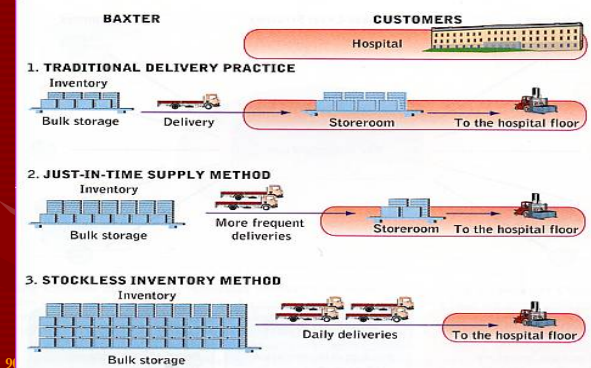 BAXTER
CUSTOMERS
Hospital
1. TRADITIONAL DELIVERY PRACTICE
Inventory
Bulk storage
Delivery
Storeroom
To the hospital floor
2. JUST-IN-TIME SUPPLY METHOD
Inventory
Bulk storage
More frequent
deliveries
Storeroom
To the hospital floor
3. STOCKLESS INVENTORY METHOD
Inventory
Bulk storage
Daily deliveries
To the hospital floor